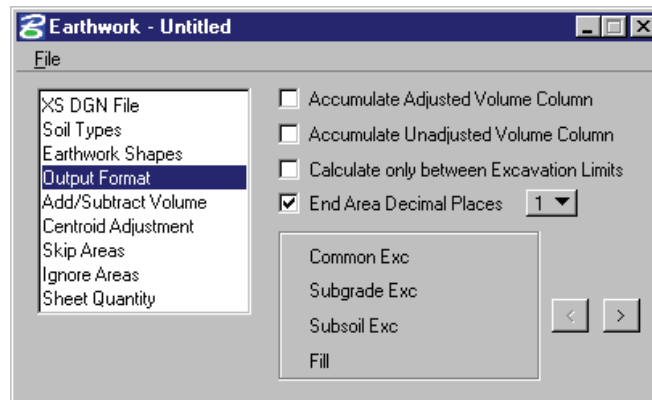 Earthwork - Untitled
File
XS DGN File
Soil Types
Earthwork Shapes
Output Format
Add/Subtract Volume
Centroid Adjustment
Skip Areas
Ignore Areas
Sheet Quantity
Accumulate Adjusted Volume Column
Accumulate Unadjusted Volume Column
Calculate only between Excavation Limits
End Area Decimal Places 1
Common Exc
Subgrade Exc
Subsoil Exc
Fill
< >